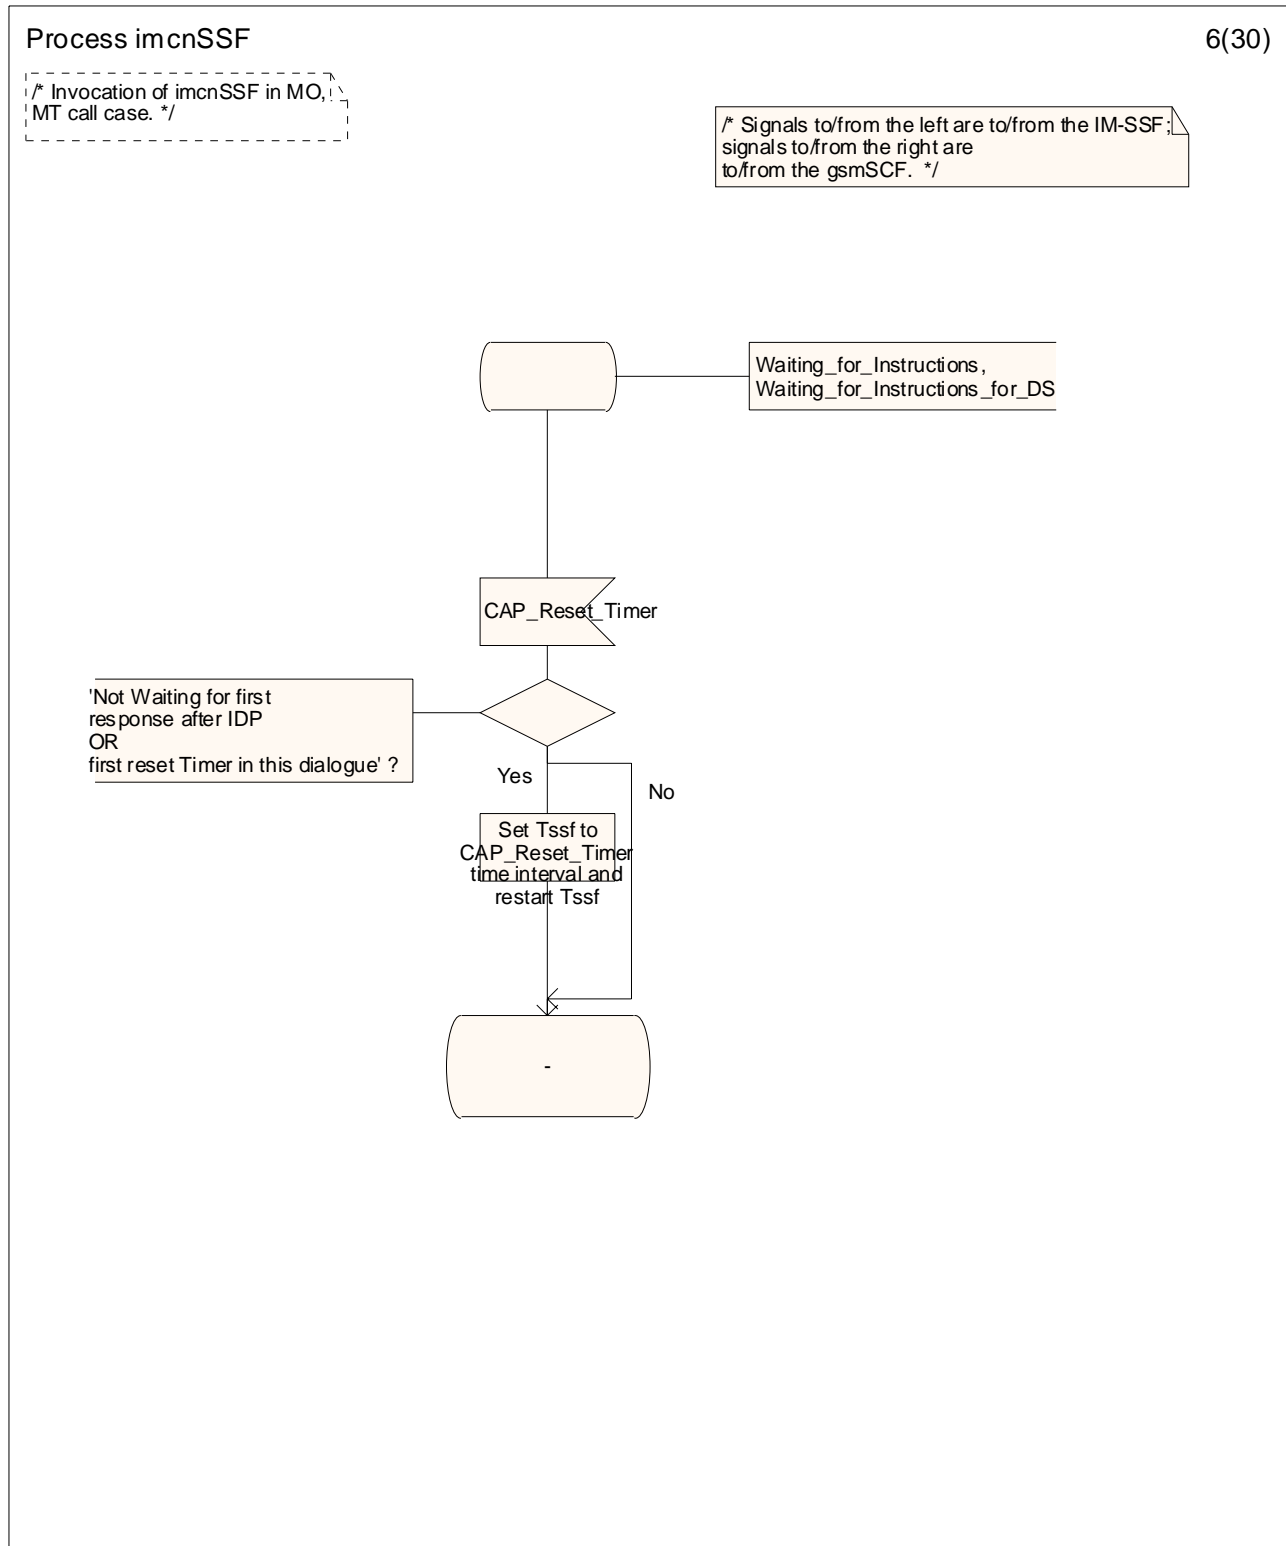 Process imcnSSF
6(30)
/* Invocation of imcnSSF in MO,
MT call case. */
/* Signals to/from the left are to/from the IM-SSF;
signals to/from the right are
to/from the gsmSCF. */
Waiting_for_Instructions,
Waiting_for_Instructions_for_DS
CAP_Reset_Timer
'Not Waiting for first
response after IDP
OR
first reset Timer in this dialogue' ?
Yes
No
Set Tssf to
CAP_Reset_Timer
time interval and
restart Tssf
-